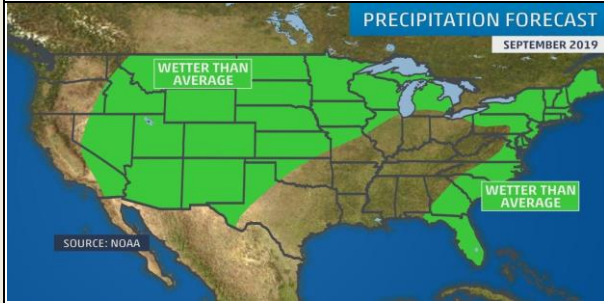 PRECIPITATION FORECAST
SEPTEMBER 2019
WETTER THAN
AVERAGE
WETTER THAN
AVERAGE
SOURCE: NOAA